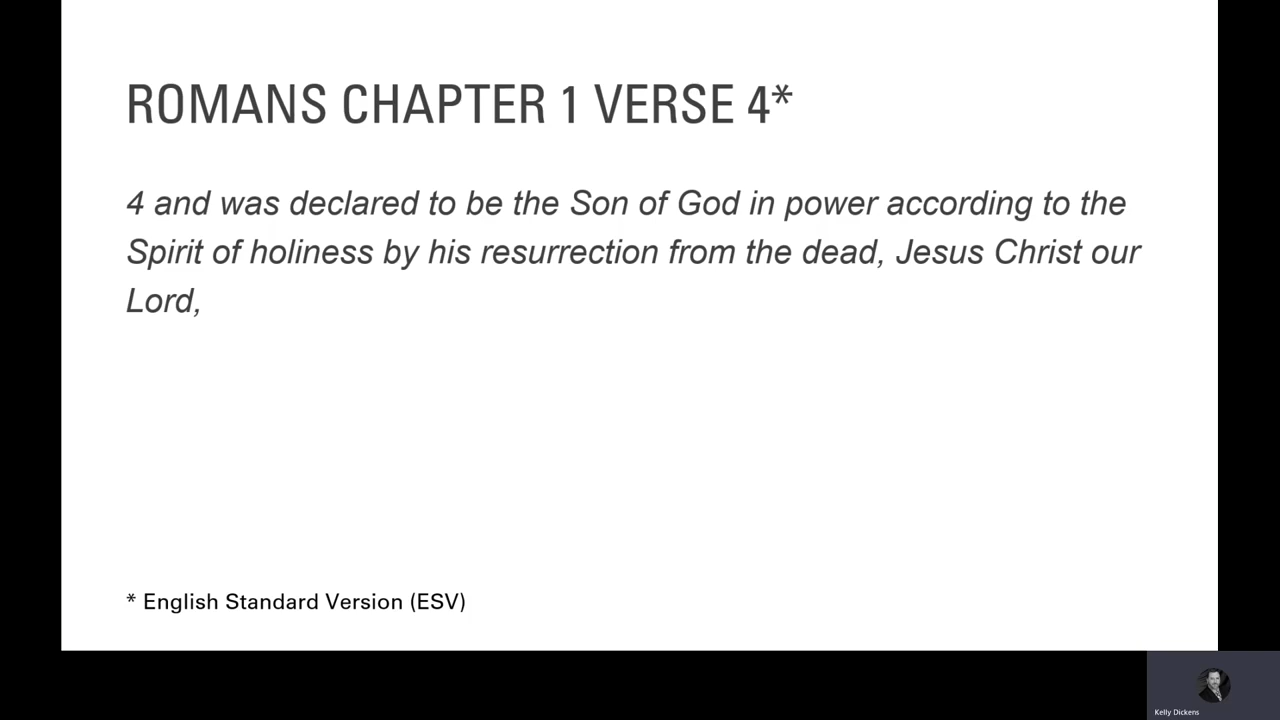 ROMANS CHAPTER 1 VERSE 4*
4 and was declared to be the Son of God in power according to the
Spirit of holiness by his resurrection from the dead, Jesus Christ our
Lord,
* English Standard Version (ESV)
Kelly Dickens